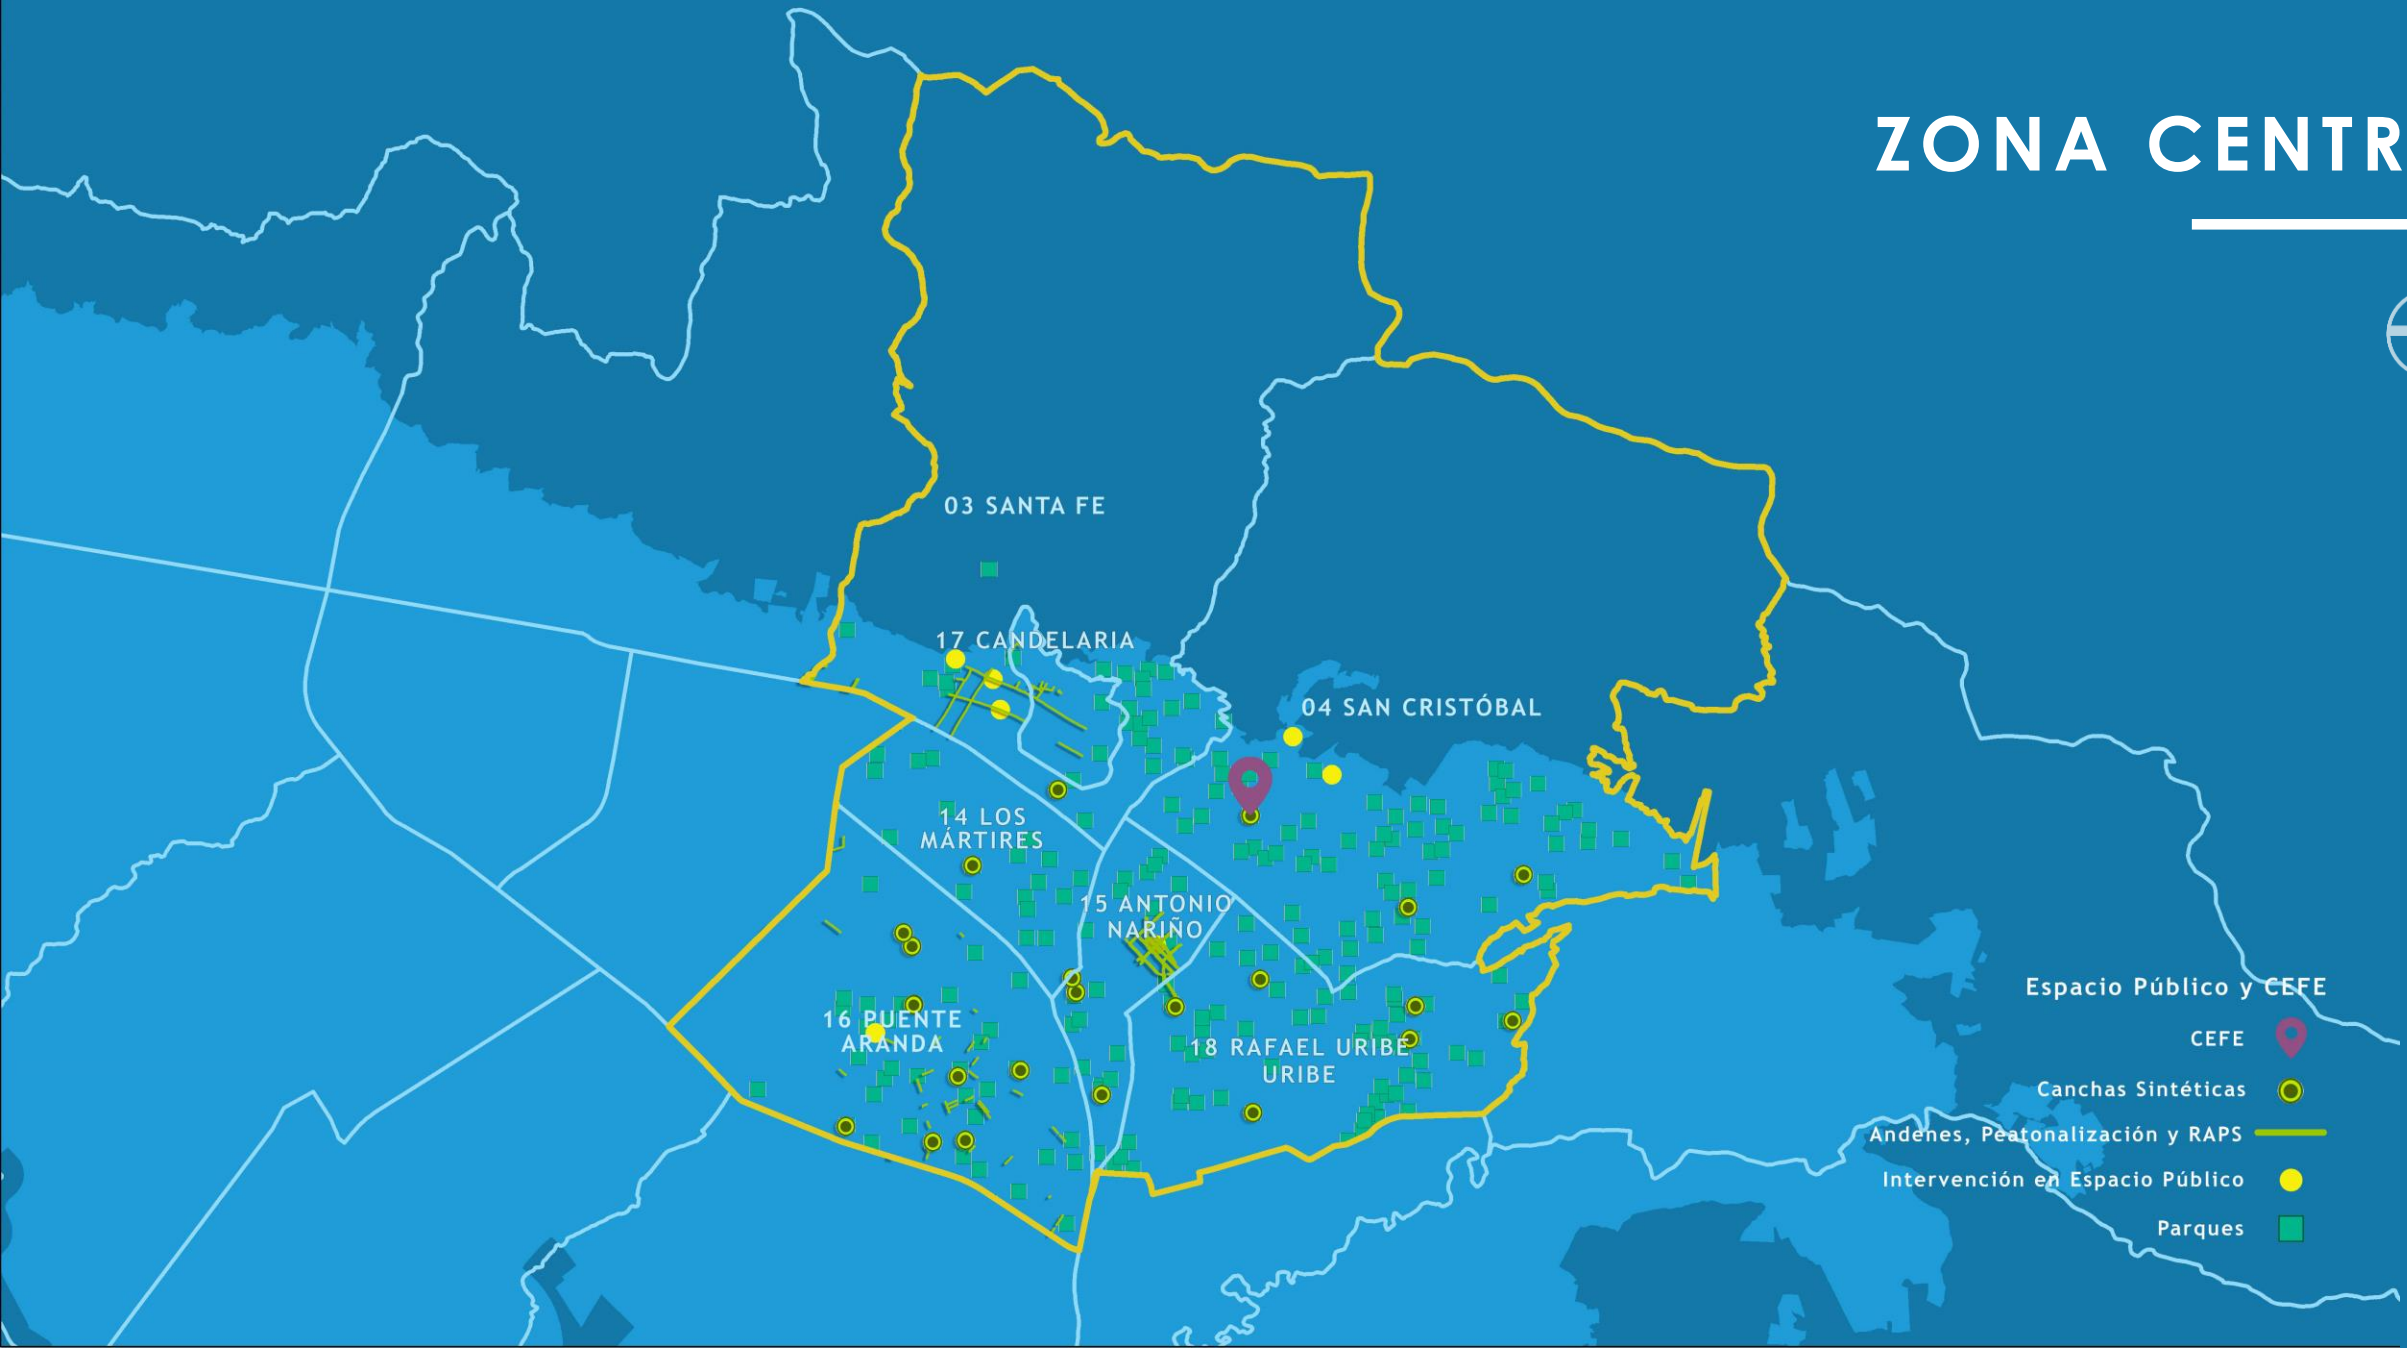 ZONA CENTR
03 SANTA FE
17 CANDELARIA
04 SAN CRISTÓBAL
14 LOS
MÁRTIRES
15 ANTONIO
NARIÑO
16 PUENTE
ARANDA
18 RAFAEL URIBE
URIBE
Espacio Público y CEFE
CEFE
Canchas Sintéticas
Andenes, Peatonalización y RAPS
Intervención en Espacio Público
Parques